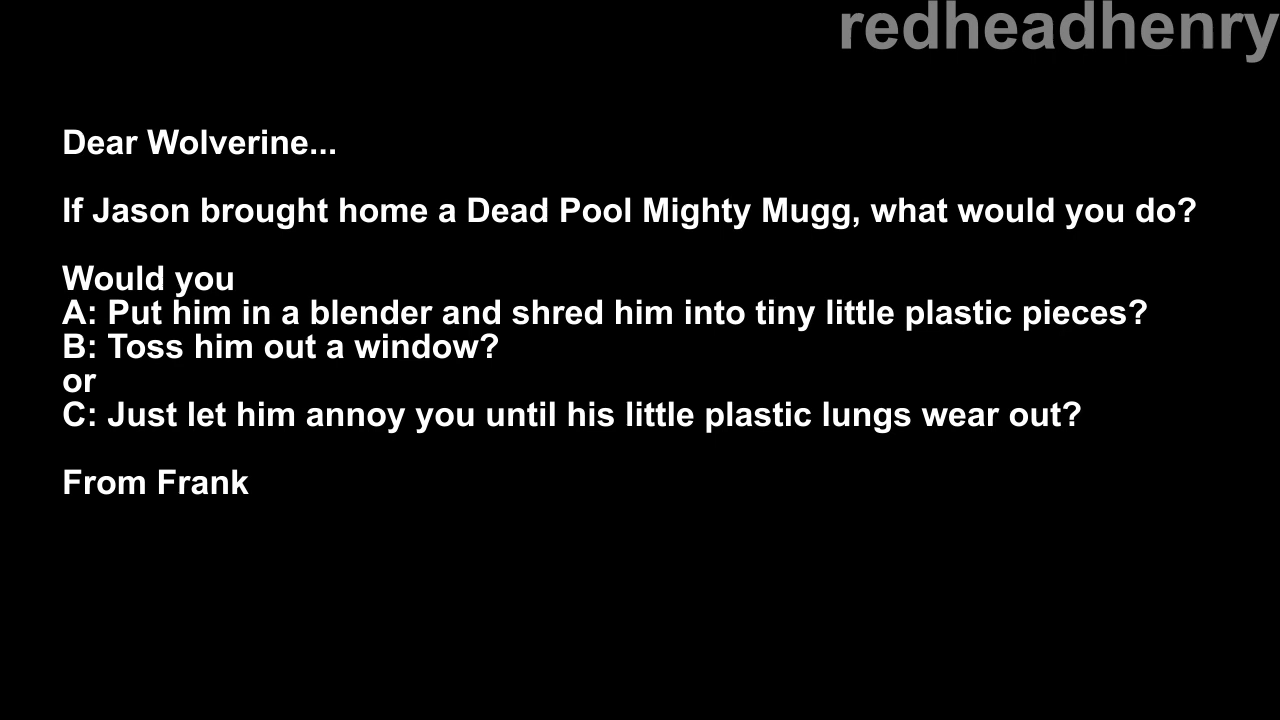 redheadhenry
Dear Wolverine...
If Jason brought home a Dead Pool Mighty Mugg, what would you do?
Would you
A: Put him in a blender and shred him into tiny little plastic pieces?
B: Toss him out a window?
or
C: Just let him annoy you until his little plastic lungs wear out?
From Frank